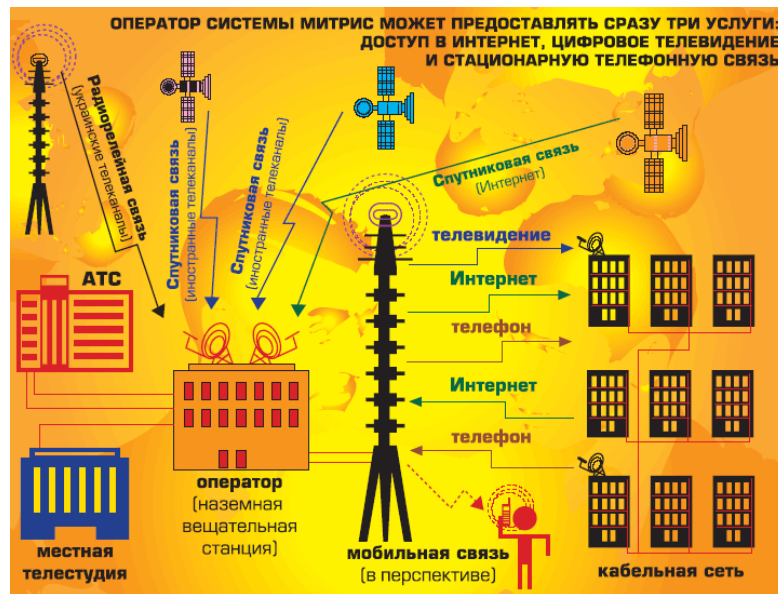 ОПЕРАТОР СИСТЕМЫ МИТРИС МОЖЕТ ПРЕДОСТАВЛЯТЬ СРАЗУ ТРИ УСЛУГИ:
ДОСТУП В ИНТЕРНЕТ, ЦИФРОВОЕ ТЕЛЕВИДЕНИЕ
И СТАЦИОНАРНУЮ ТЕЛЕФОННУЮ СВЯЗЬ
Радиорелейная связь
(украинские телеканалы)
Спутниковая связь
(иностранные телеканалы)
Спутниковая связь
(иностранные телеканалы)
Спутниковая связь
(Интернет)
АТС
телевидение
Интернет
телефон
Интернет
телефон
оператор
(наземная
вещательная
станция)
местная
телестудия
мобильная связь
(в перспективе)
кабельная сеть